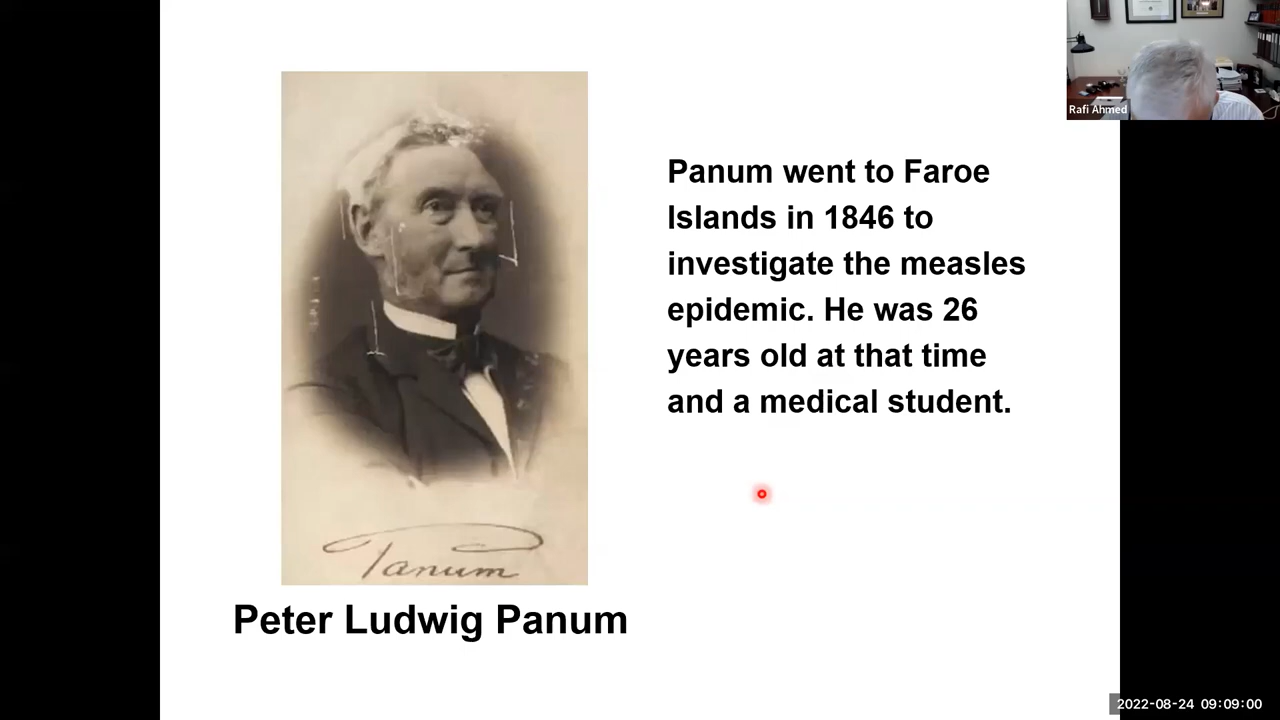 Rafi Ahmed
Panum went to Faroe
Islands in 1846 to
investigate the measles
epidemic. He was 26
years old at that time
and a medical student.
Panum
Peter Ludwig Panum
2022-08-24 09:09:00